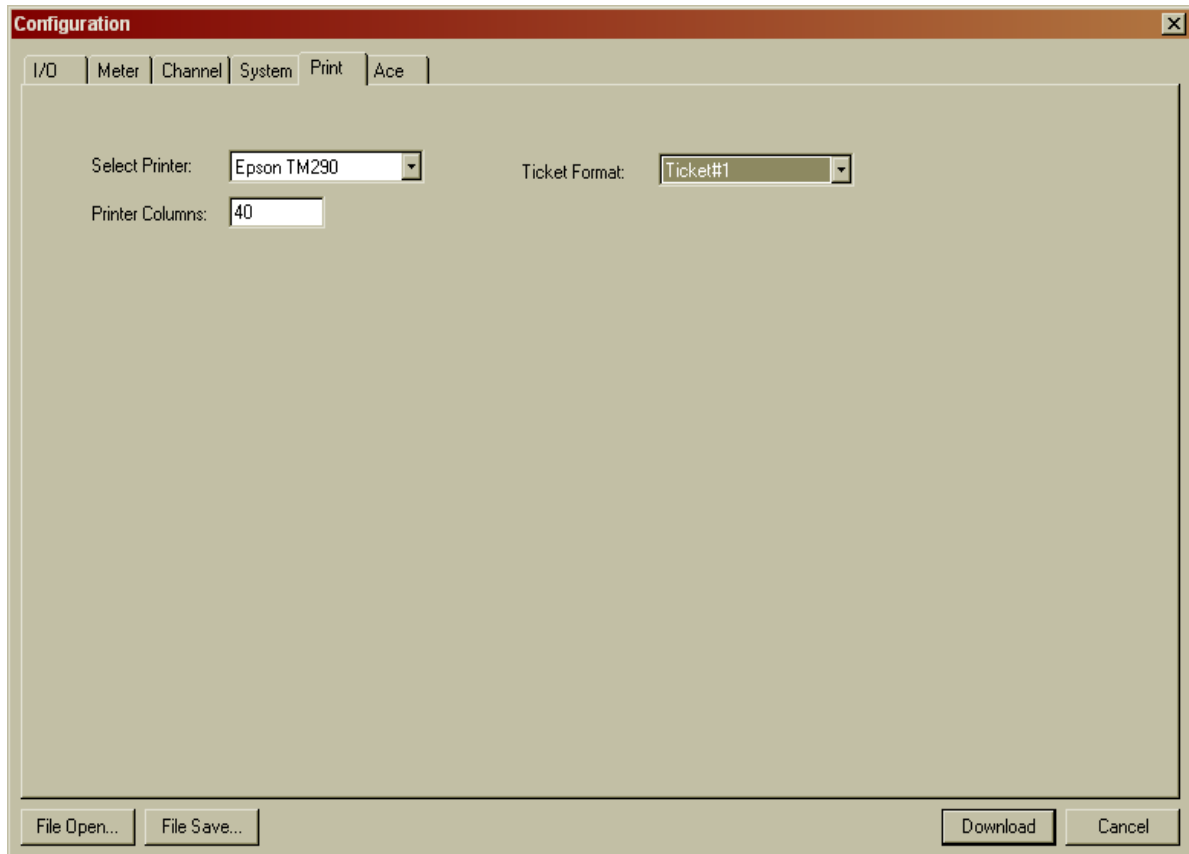 Configuration
I/O Meter Channel System Print Ace
Select Printer: Epson TM290 Ticket Format: Ticket#1
Printer Columns: 40
File Open... File Save... Download Cancel